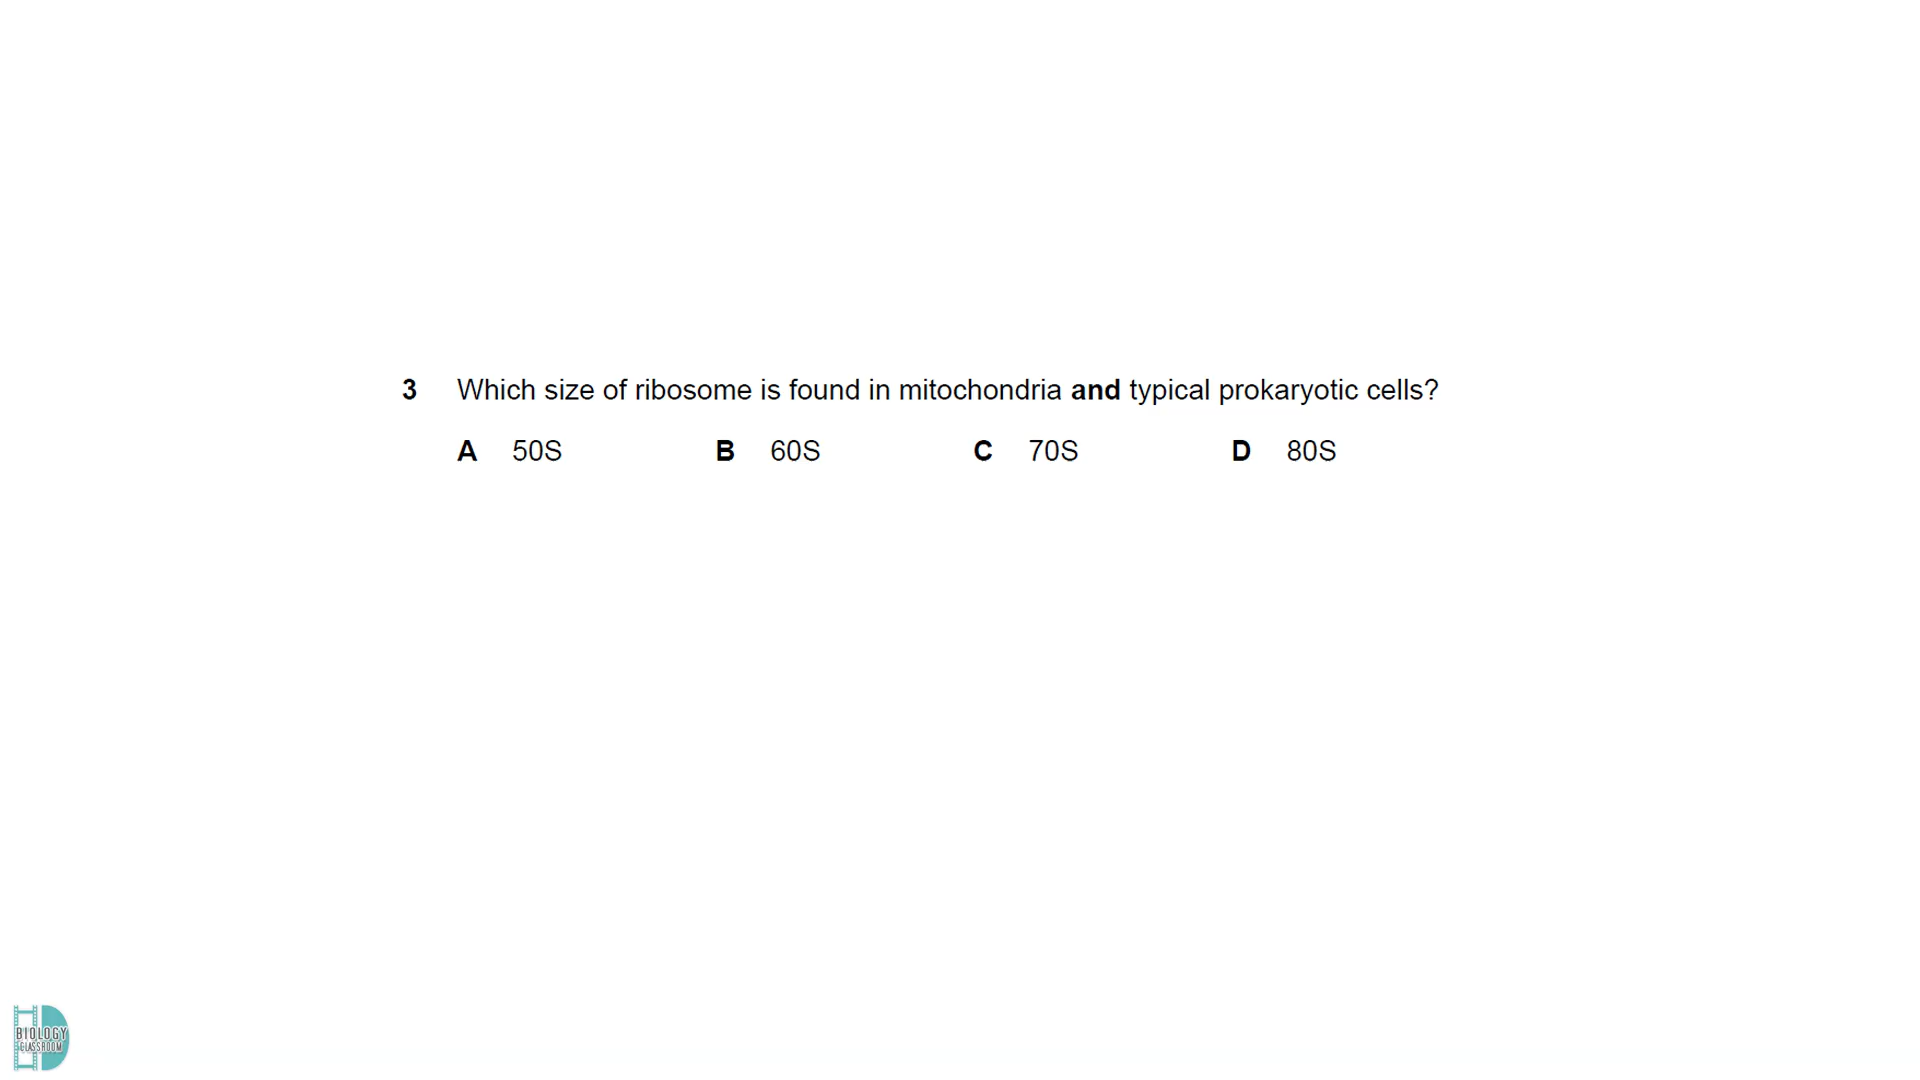 3 Which size of ribosome is found in mitochondria and typical prokaryotic cells?
A 50S B 60S C 70S D 80S
BIOLOGY
CLASSROOM